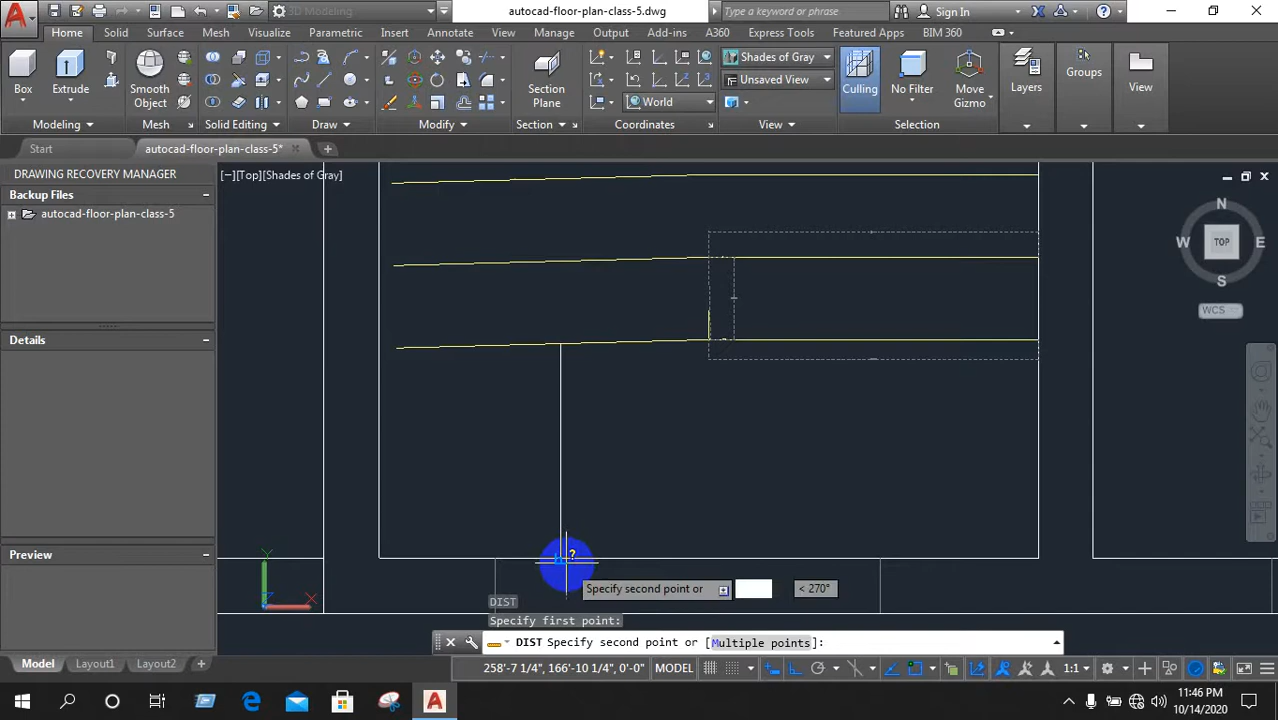 3D Modeling
autocad-floor-plan-class-5.dwg
Type a keyword or phrase
Sign In
Home Solid Surface Mesh Visualize Parametric Insert Annotate View Manage Output Add-ins A360 Express Tools Featured Apps BIM 360
Box
Extrude
Smooth Object
Section Plane
World
Shades of Gray
Unsaved View
Culling
No Filter
Move Gizmo
Layers
Groups
View
Modeling Mesh Solid Editing Draw Modify Section Coordinates View Selection
Start autocad-floor-plan-class-5*
DRAWING RECOVERY MANAGER
Backup Files
autocad-floor-plan-class-5
Details
Preview
[−][Top][Shades of Gray]
N
W TOP E
S
WCS
Y
X
?
Specify second point or
< 270°
DIST
Specify first point:
DIST Specify second point or [Multiple points]:
Model Layout1 Layout2
258'-7 1/4", 166'-10 1/4", 0'-0" MODEL 1:1
11:46 PM
10/14/2020